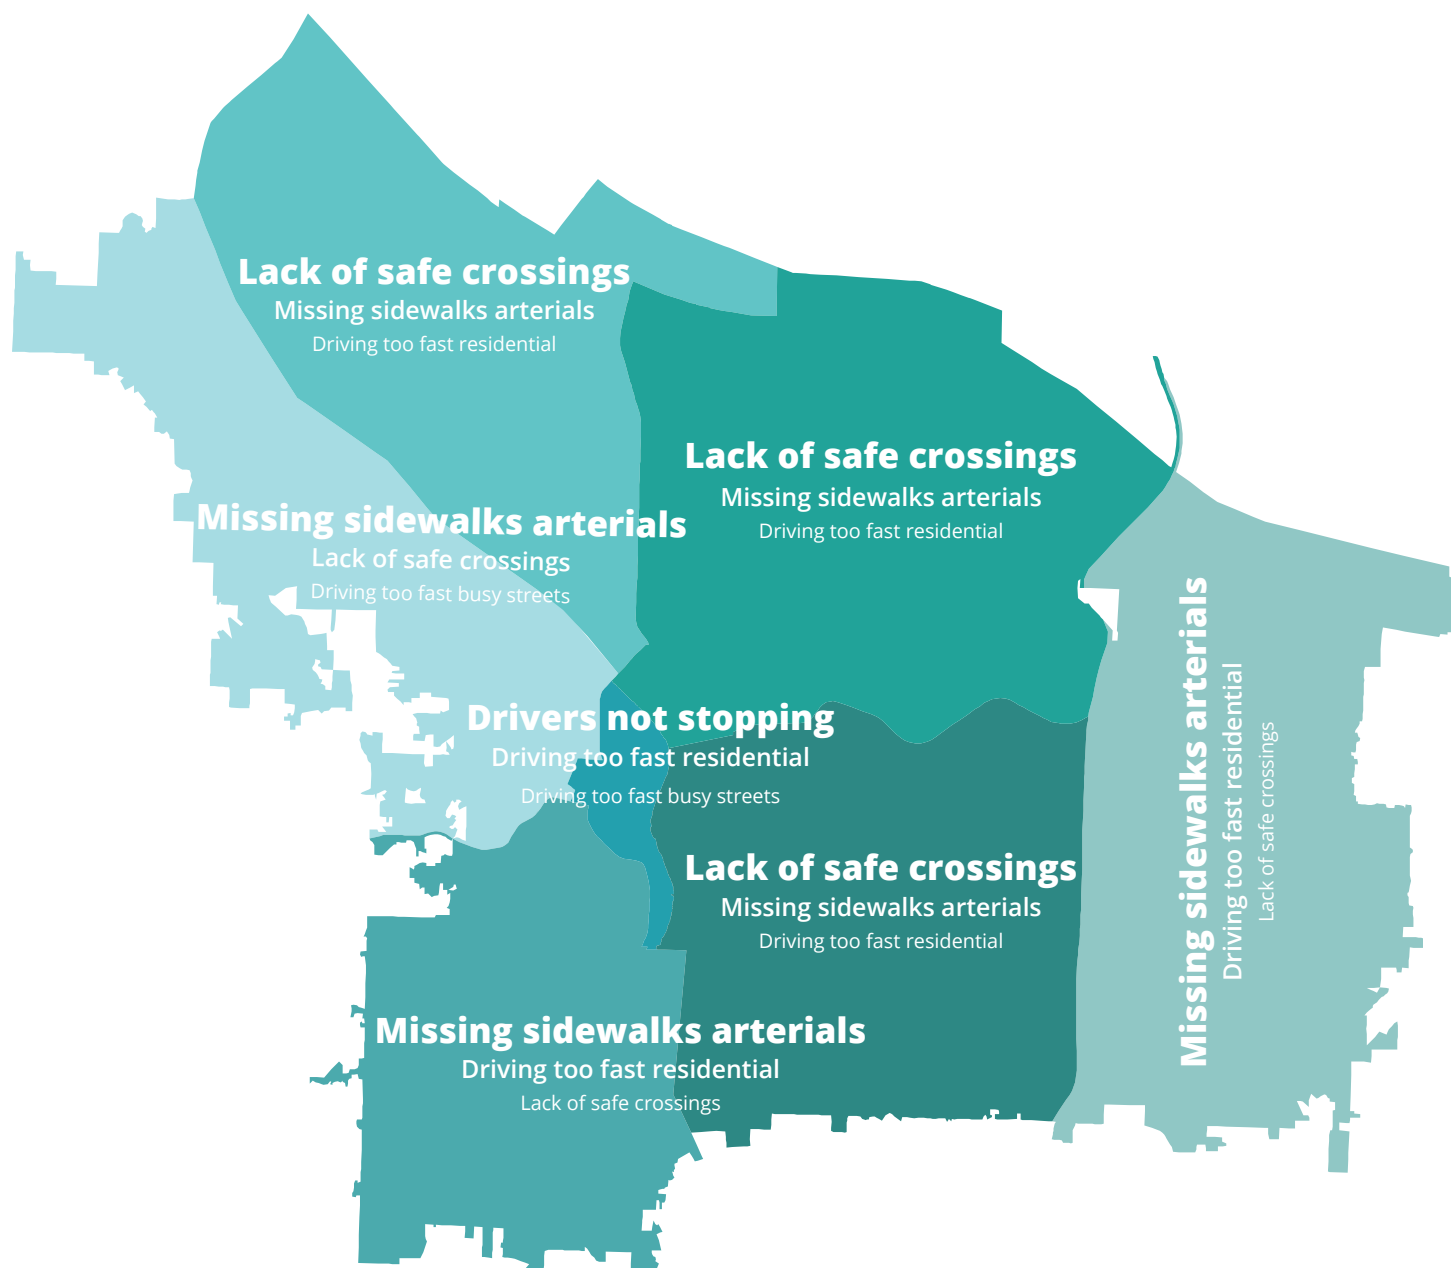 Lack of safe crossings
Missing sidewalks arterials
Driving too fast residential
Lack of safe crossings
Missing sidewalks arterials
Driving too fast residential
Missing sidewalks arterials
Lack of safe crossings
Driving too fast busy streets
Drivers not stopping
Driving too fast residential
Driving too fast busy streets
Lack of safe crossings
Missing sidewalks arterials
Driving too fast residential
Missing sidewalks arterials
Driving too fast residential
Lack of safe crossings
Missing sidewalks arterials
Driving too fast residential
Lack of safe crossings